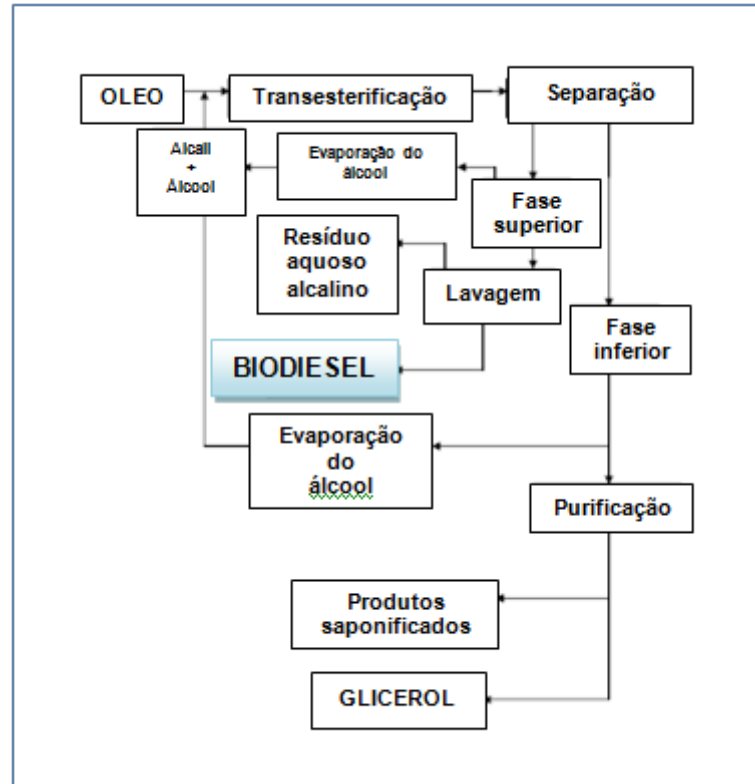 OLEO
Transesterificação
Separação
Alcali
+
Álcool
Evaporação do
álcool
Fase
superior
Resíduo
aquoso
alcalino
Lavagem
Fase
inferior
BIODIESEL
Evaporação
do
álcool
Purificação
Produtos
saponificados
GLICEROL